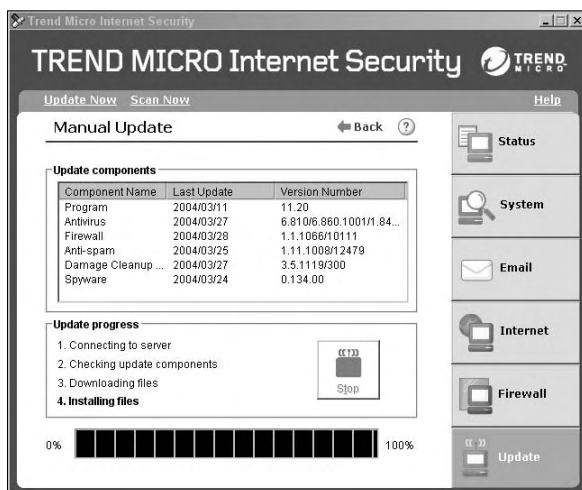 Trend Micro Internet Security
TREND MICRO Internet Security
TREND MICRO
Update Now Scan Now Help
Manual Update Back ?
Update components
Component Name Last Update Version Number
Program 2004/03/11 11.20
Antivirus 2004/03/27 6.810/6.860.1001/1.84...
Firewall 2004/03/28 1.1.1066/10111
Anti-spam 2004/03/25 1.11.1008/12479
Damage Cleanup ... 2004/03/27 3.5.1119/300
Spyware 2004/03/24 0.134.00
Update progress
1. Connecting to server
2. Checking update components
3. Downloading files
4. Installing files
Stop
0% 100%
Status
System
Email
Internet
Firewall
Update